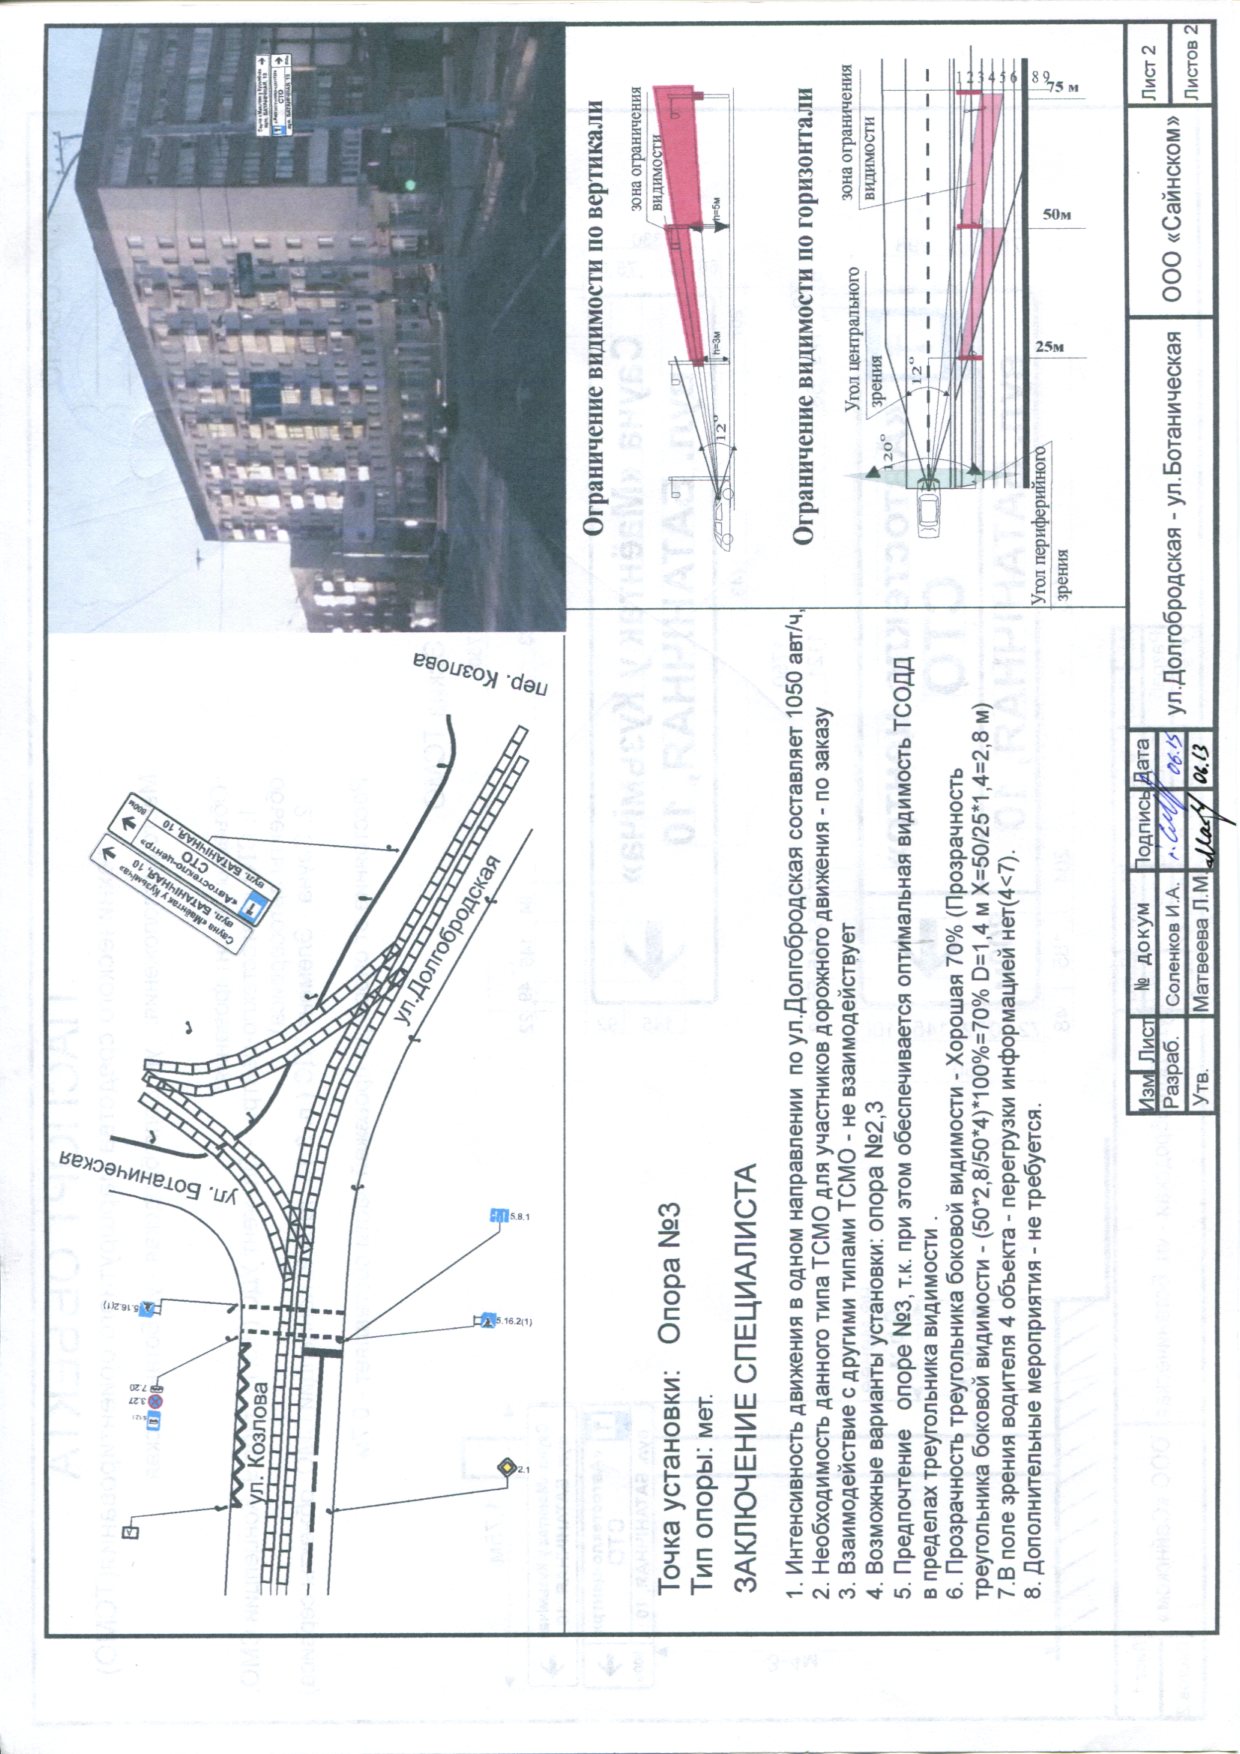 ул. Ботаническая
пер. Козлова
ул.Долгобродская
ул. Козлова
Сауна «Маёнтак у Кузьміча»
вул. БАТАНІЧНАЯ, 10
«Автостекло-центр»
СТО
вул. БАТАНІЧНАЯ, 10
600м
5.16.2(1)
7.20
3.27
5.8.1
5.16.2(1)
2.1
Ограничение видимости по вертикали
зона ограничения
видимости
12°
h=3м
h=5м
Ограничение видимости по горизонтали
зона ограничения
видимости
Угол центрального
зрения
120°
12°
1 2 3 4 5 6 8 9
25м
50м
75 м
Угол периферийного
зрения
Точка установки: Опора №3
Тип опоры: мет.
ЗАКЛЮЧЕНИЕ СПЕЦИАЛИСТА
1. Интенсивность движения в одном направлении по ул.Долгобродская составляет 1050 авт/ч,
2. Необходимость данного типа ТСМО для участников дорожного движения - по заказу
3. Взаимодействие с другими типами ТСМО - не взаимодействует
4. Возможные варианты установки: опора №2,3
5. Предпочтение опоре №3, т.к. при этом обеспечивается оптимальная видимость ТСОДД
в пределах треугольника видимости .
6. Прозрачность треугольника боковой видимости - Хорошая 70% (Прозрачность
треугольника боковой видимости - (50*2,8/50*4)*100%=70% D=1,4 м X=50/25*1,4=2,8 м)
7.В поле зрения водителя 4 объекта - перегрузки информацией нет(4<7).
8. Дополнительные мероприятия - не требуется.
Изм Лист № докум Подпись Дата
Разраб. Соленков И.А. 06.13
Утв. Матвеева Л.М. 06.13
ул.Долгобродская - ул.Ботаническая
ООО «Сайнском»
Лист 2
Листов 2